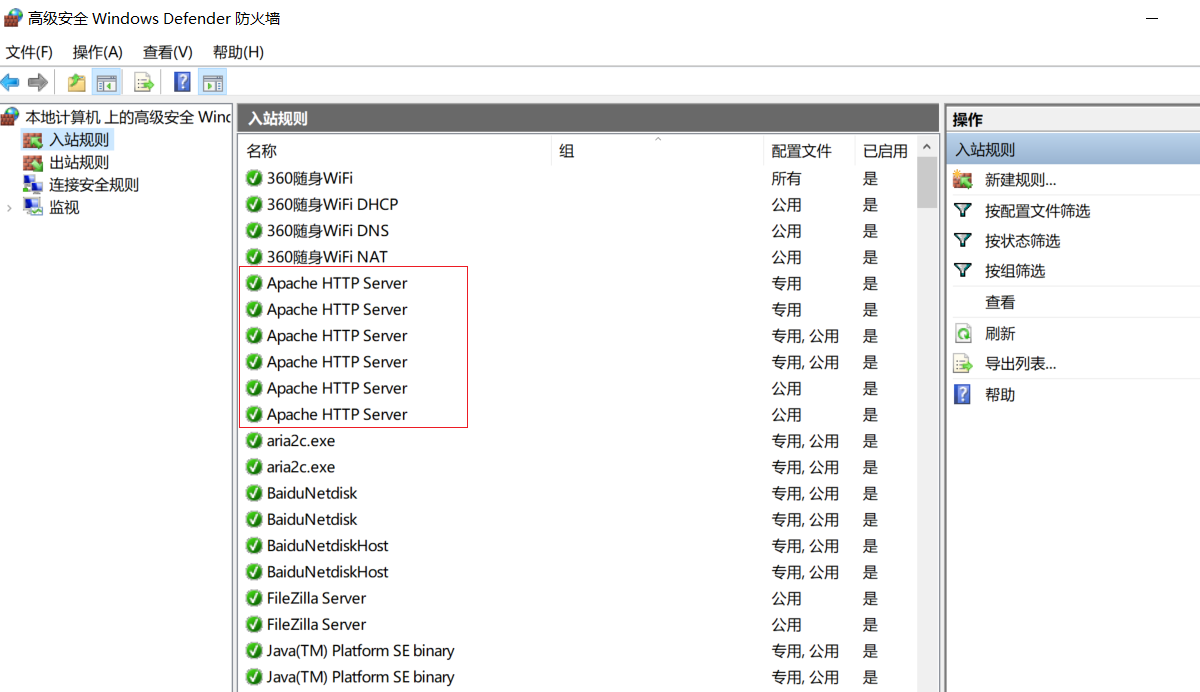 高级安全 Windows Defender 防火墙
文件(F) 操作(A) 查看(V) 帮助(H)
本地计算机 上的高级安全 Wind
入站规则
出站规则
连接安全规则
监视
入站规则
名称 组 配置文件 已启用
360随身WiFi 所有 是
360随身WiFi DHCP 公用 是
360随身WiFi DNS 公用 是
360随身WiFi NAT 公用 是
Apache HTTP Server 专用 是
Apache HTTP Server 专用 是
Apache HTTP Server 专用, 公用 是
Apache HTTP Server 专用, 公用 是
Apache HTTP Server 公用 是
Apache HTTP Server 公用 是
aria2c.exe 专用, 公用 是
aria2c.exe 专用, 公用 是
BaiduNetdisk 专用, 公用 是
BaiduNetdisk 专用, 公用 是
BaiduNetdiskHost 专用, 公用 是
BaiduNetdiskHost 专用, 公用 是
FileZilla Server 公用 是
FileZilla Server 公用 是
Java(TM) Platform SE binary 专用, 公用 是
Java(TM) Platform SE binary 专用, 公用 是
操作
入站规则
新建规则...
按配置文件筛选
按状态筛选
按组筛选
查看
刷新
导出列表...
帮助